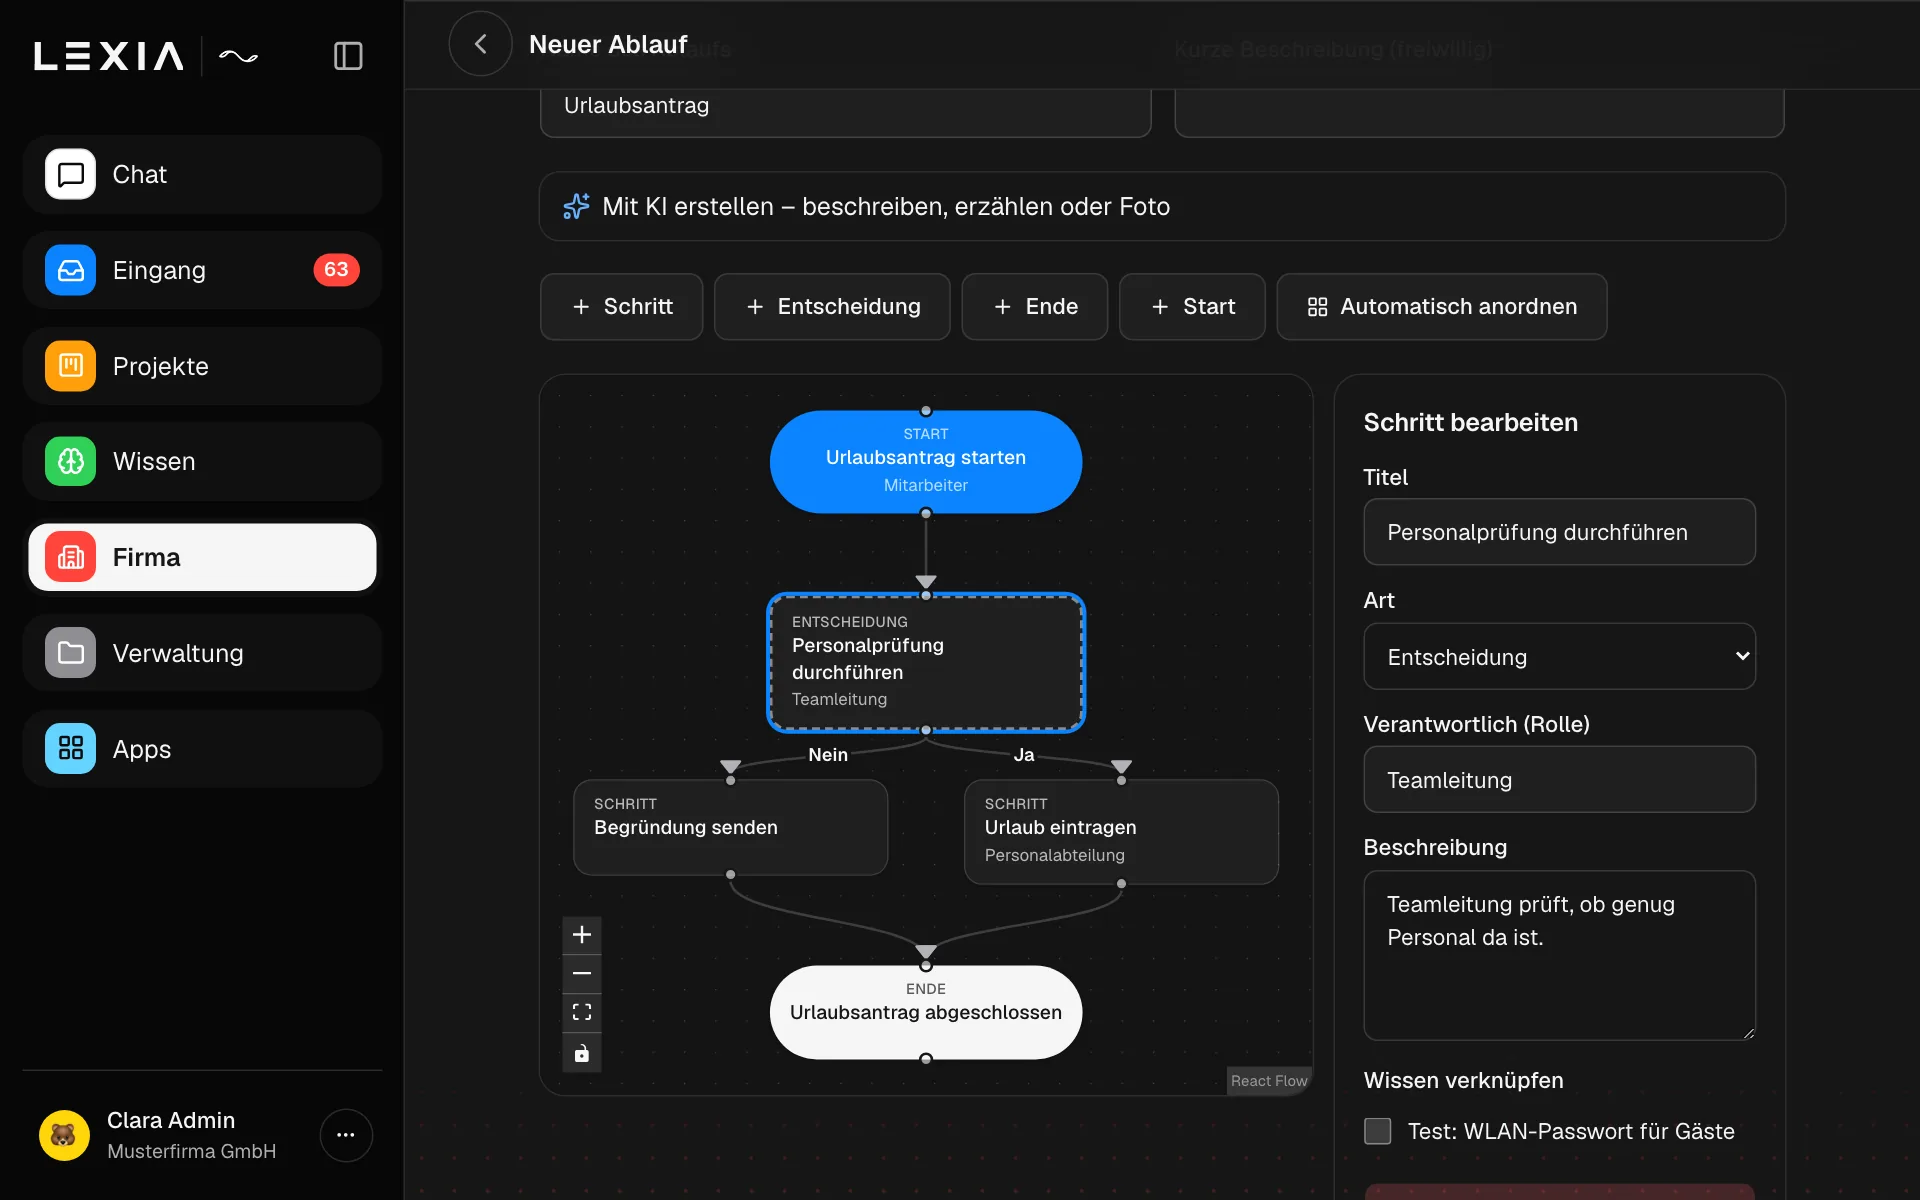 LEXIA
Neuer Ablauf
Kurze Beschreibung (freiwillig)
Chat
Eingang
63
Projekte
Wissen
Firma
Verwaltung
Apps
Clara Admin
Musterfirma GmbH
Urlaubsantrag
Mit KI erstellen – beschreiben, erzählen oder Foto
Schritt
Entscheidung
Ende
Start
Automatisch anordnen
START
Urlaubsantrag starten
Mitarbeiter
ENTSCHEIDUNG
Personalprüfung
durchführen
Teamleitung
Nein
Ja
SCHRITT
Begründung senden
SCHRITT
Urlaub eintragen
Personalabteilung
ENDE
Urlaubsantrag abgeschlossen
React Flow
Schritt bearbeiten
Titel
Personalprüfung durchführen
Art
Entscheidung
Verantwortlich (Rolle)
Teamleitung
Beschreibung
Teamleitung prüft, ob genug
Personal da ist.
Wissen verknüpfen
Test: WLAN-Passwort für Gäste